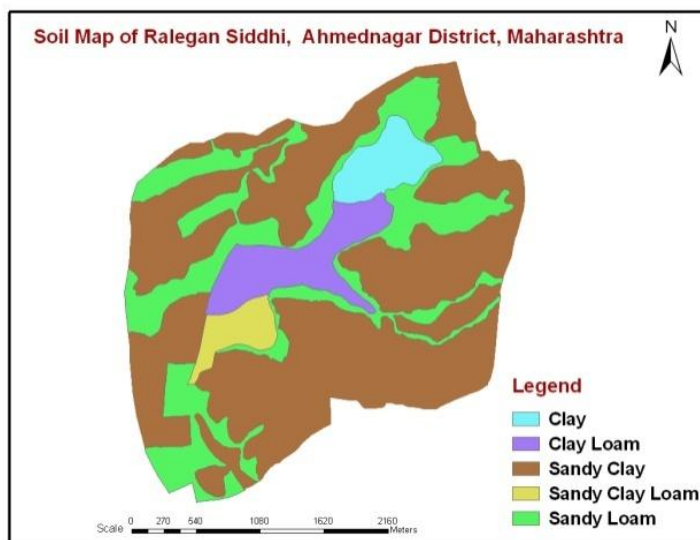 Soil Map of Ralegan Siddhi, Ahmednagar District, Maharashtra
N
Legend
Clay
Clay Loam
Sandy Clay
Sandy Clay Loam
Sandy Loam
0 270 540 1080 1620 2160
Scale Meters